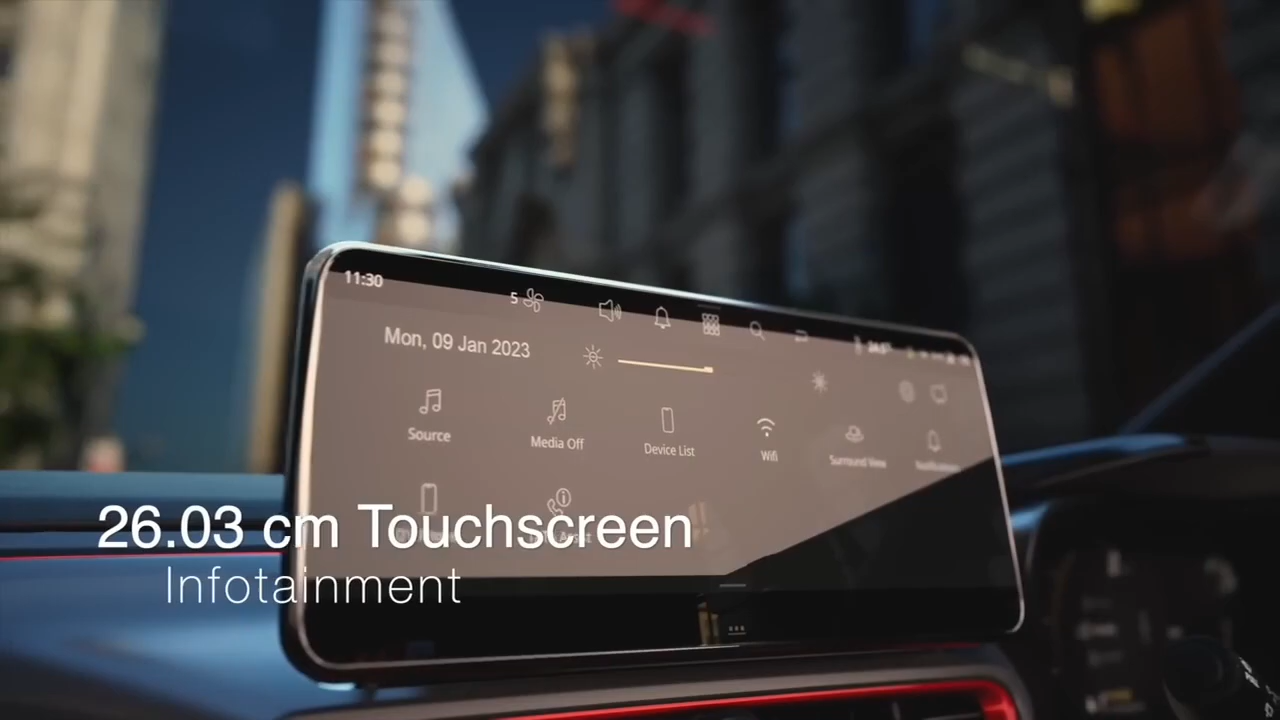 11:30
5
Mon, 09 Jan 2023
Source
Media Off
Device List
Wifi
Surround View
26.03 cm Touchscreen
Infotainment